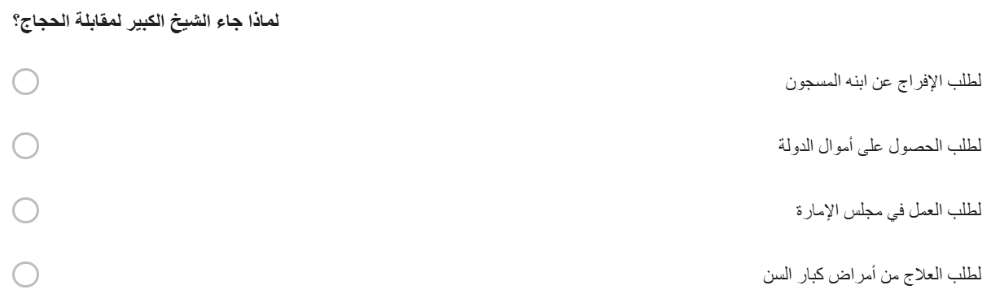 لماذا جاء الشيخ الكبير لمقابلة الحجاج؟
لطلب الإفراج عن ابنه المسجون
لطلب الحصول على أموال الدولة
لطلب العمل في مجلس الإمارة
لطلب العلاج من أمراض كبار السن